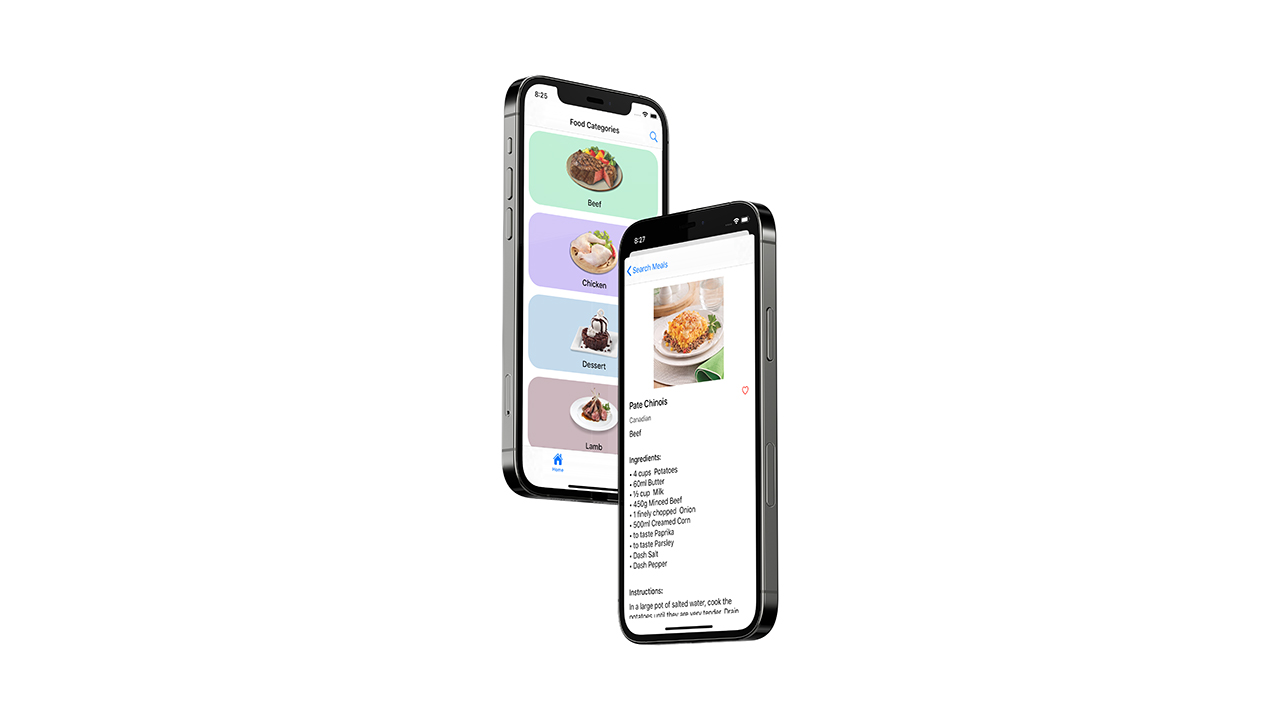 8:25
Food Categories
Beef
Chicken
Dessert
Lamb
Home
8:27
Search Meals
Pate Chinois
Canadian
Beef
Ingredients:
• 4 cups  Potatoes
• 60ml Butter
• ½ cup  Milk
• 450g Minced Beef
• 1 finely chopped  Onion
• 500ml Creamed Corn
• to taste Paprika
• to taste Parsley
• Dash Salt
• Dash Pepper
Instructions:
In a large pot of salted water, cook the
potatoes until they are very tender. Drain